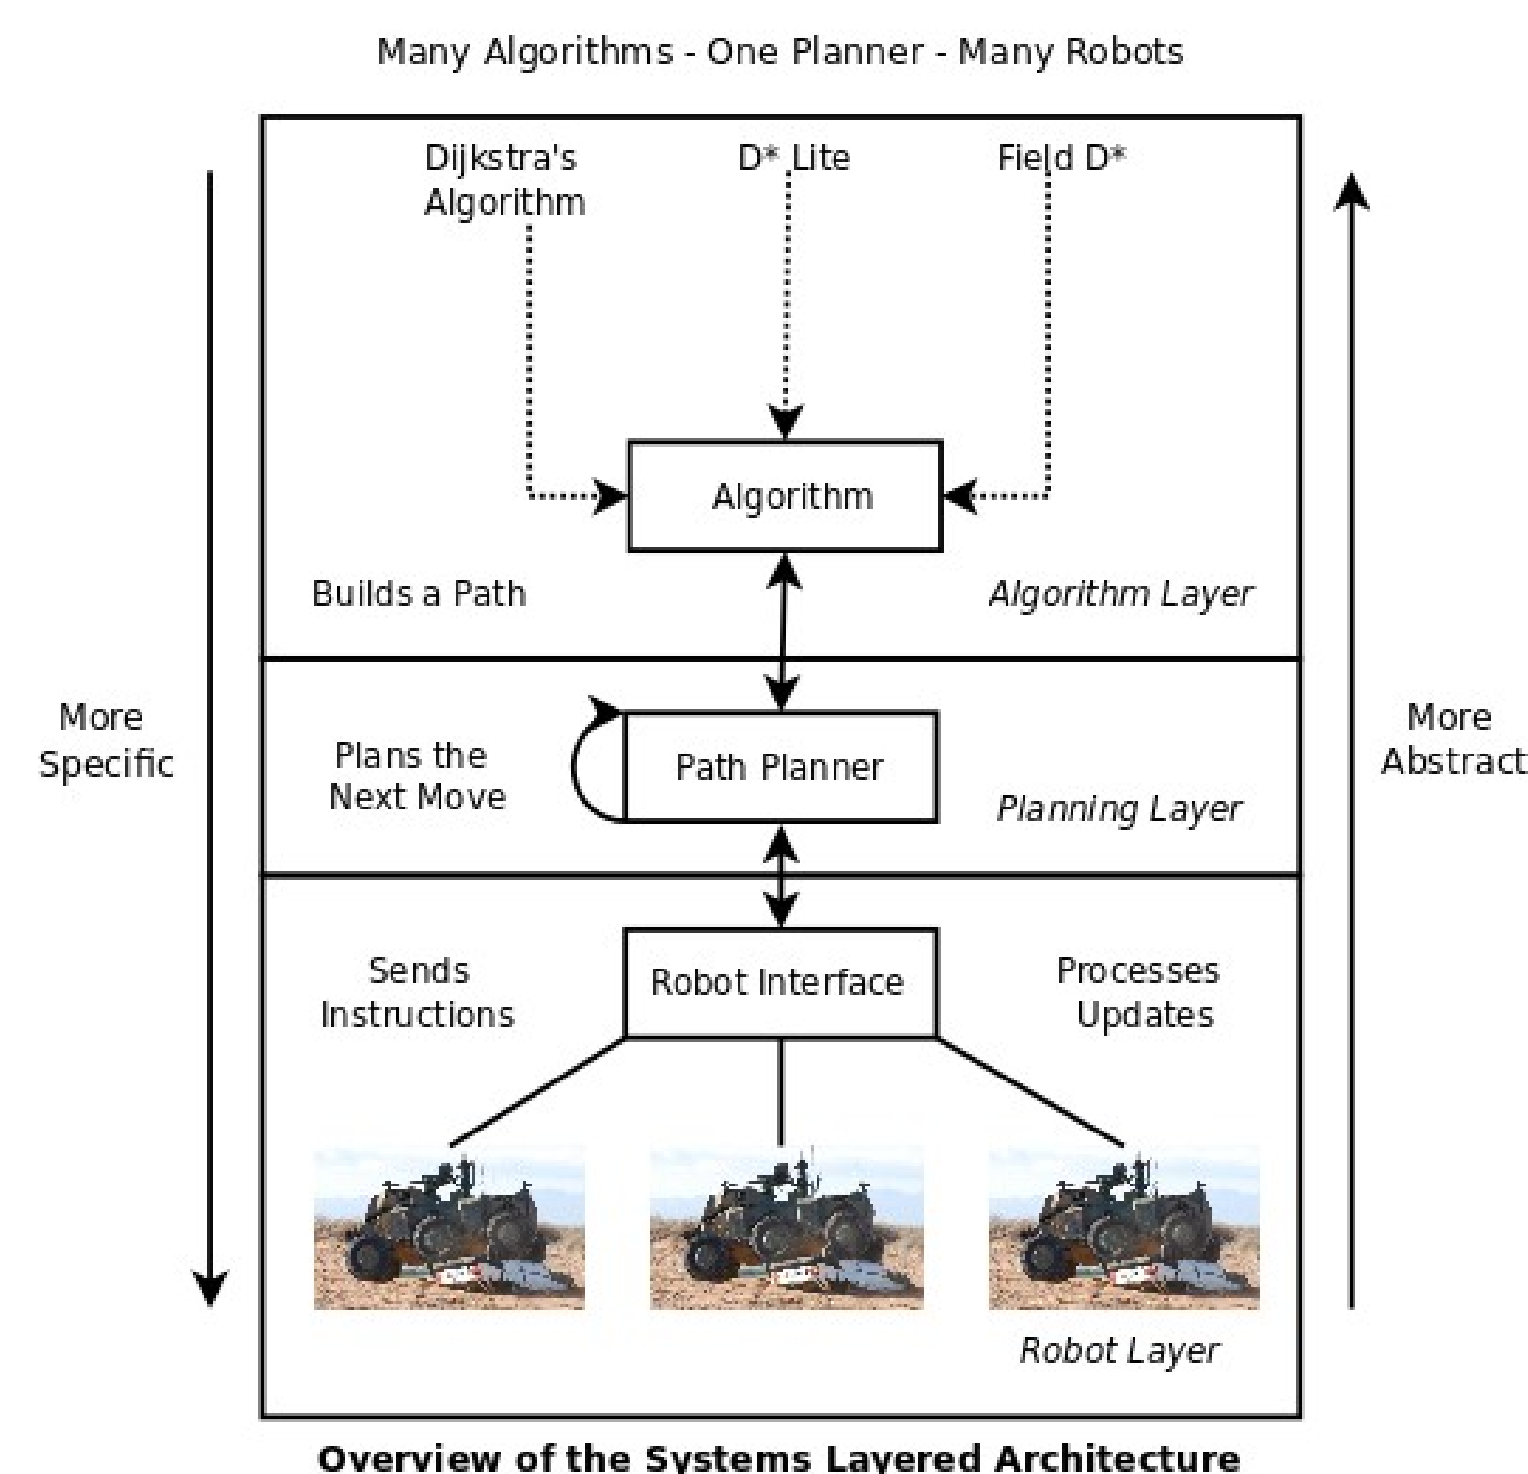 Many Algorithms - One Planner - Many Robots
Dijkstra's
Algorithm
D* Lite
Field D*
Algorithm
Builds a Path
Algorithm Layer
More
Specific
More
Abstract
Plans the
Next Move
Path Planner
Planning Layer
Sends
Instructions
Robot Interface
Processes
Updates
Robot Layer
Overview of the Systems Layered Architecture